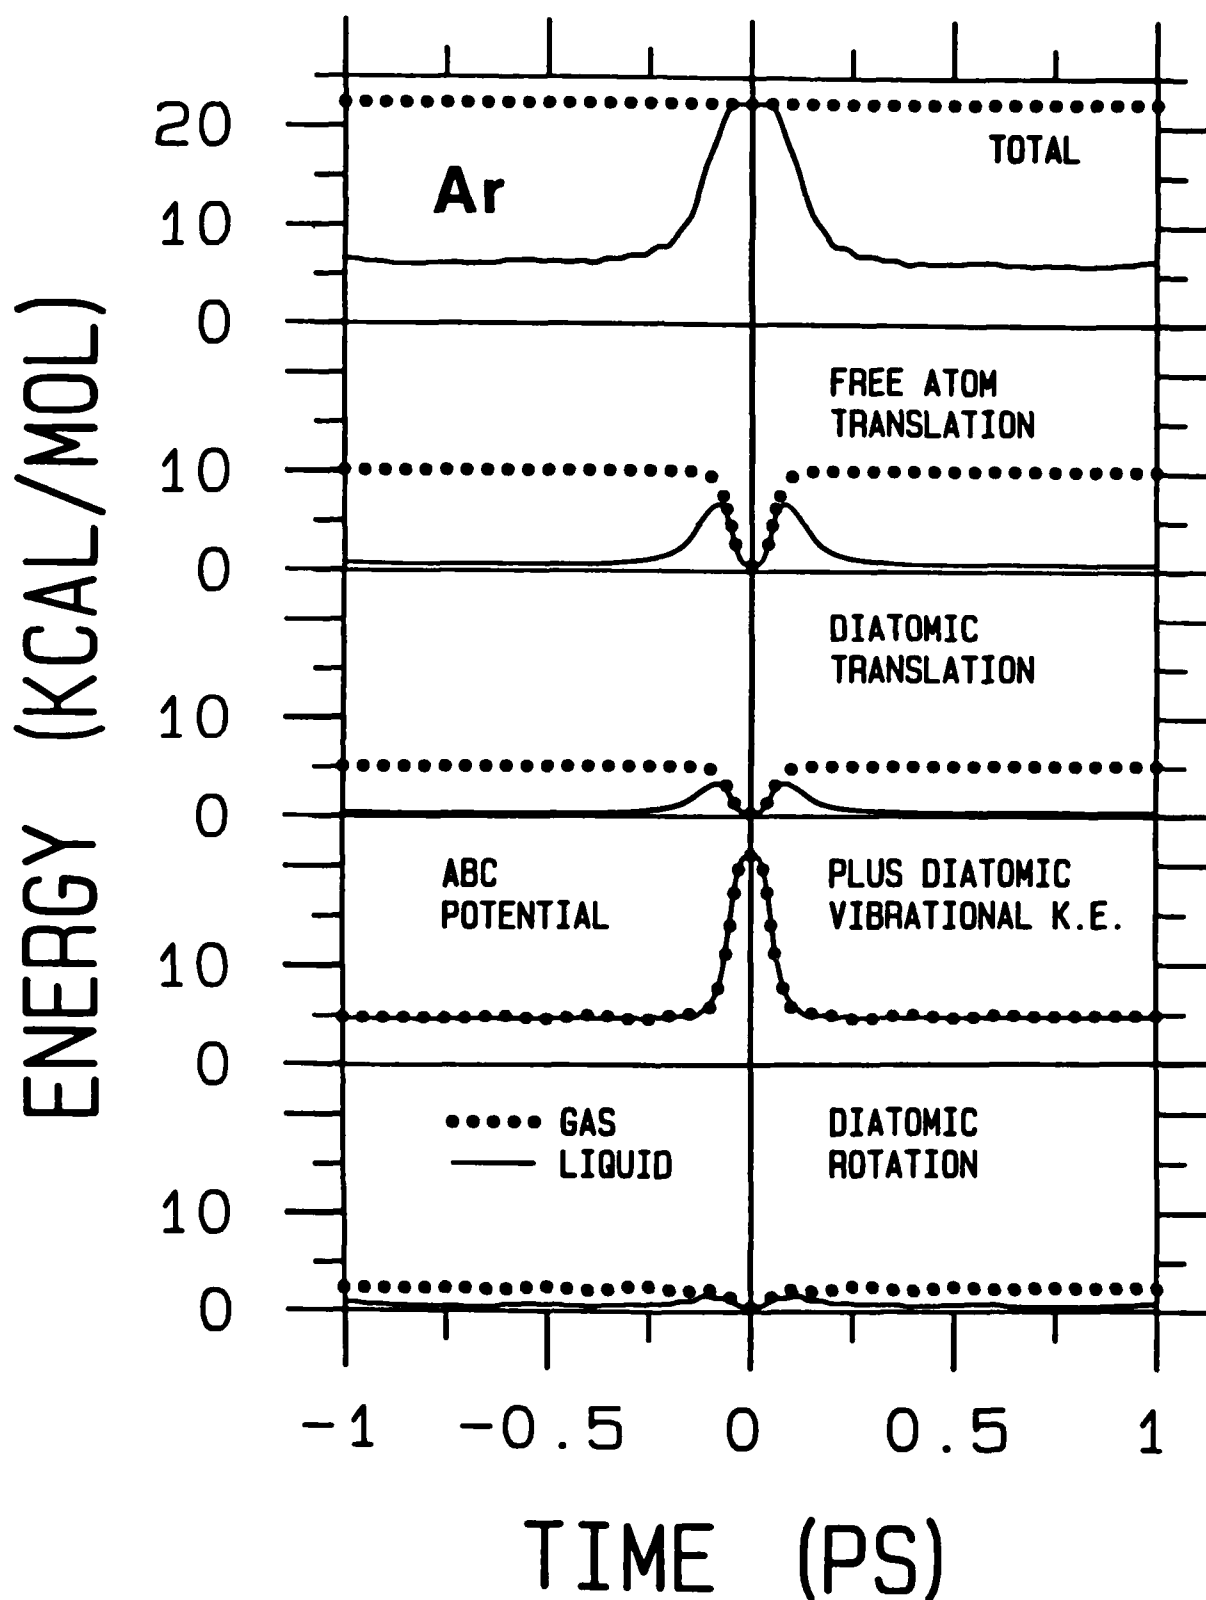 20
TOTAL
Ar
10
0
FREE ATOM
TRANSLATION
10
0
DIATOMIC
TRANSLATION
10
0
ABC
POTENTIAL
PLUS DIATOMIC
VIBRATIONAL K.E.
10
0
GAS
LIQUID
DIATOMIC
ROTATION
10
0
-1 -0.5 0 0.5 1
TIME (PS)
ENERGY (KCAL/MOL)